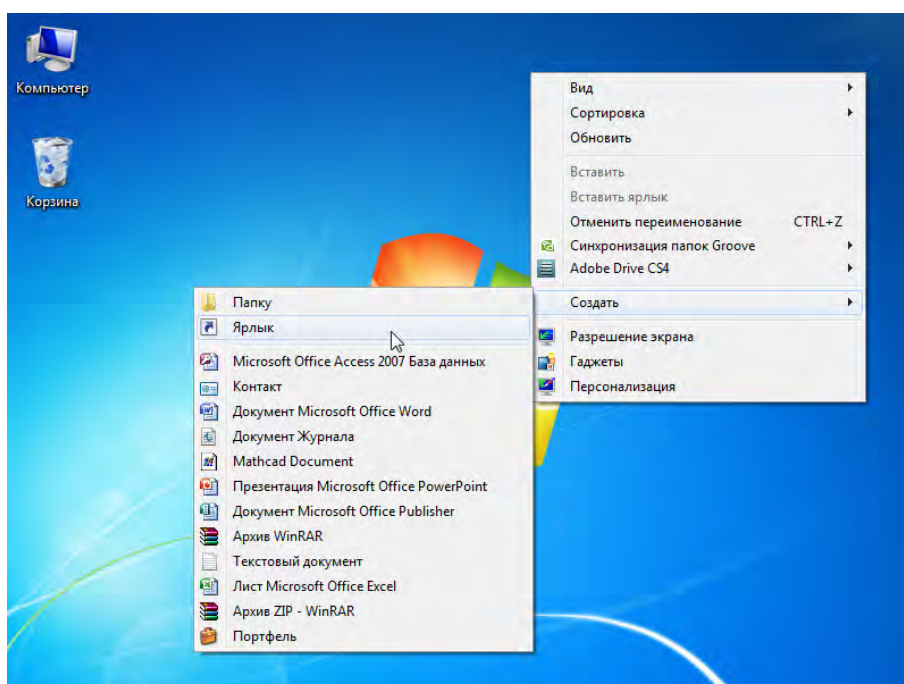 Компьютер
Корзина
Вид
Сортировка
Обновить
Вставить
Вставить ярлык
Отменить переименование CTRL+Z
Синхронизация папок Groove
Adobe Drive CS4
Создать
Разрешение экрана
Гаджеты
Персонализация
Папку
Ярлык
Microsoft Office Access 2007 База данных
Контакт
Документ Microsoft Office Word
Документ Журнала
Mathcad Document
Презентация Microsoft Office PowerPoint
Документ Microsoft Office Publisher
Архив WinRAR
Текстовый документ
Лист Microsoft Office Excel
Архив ZIP - WinRAR
Портфель